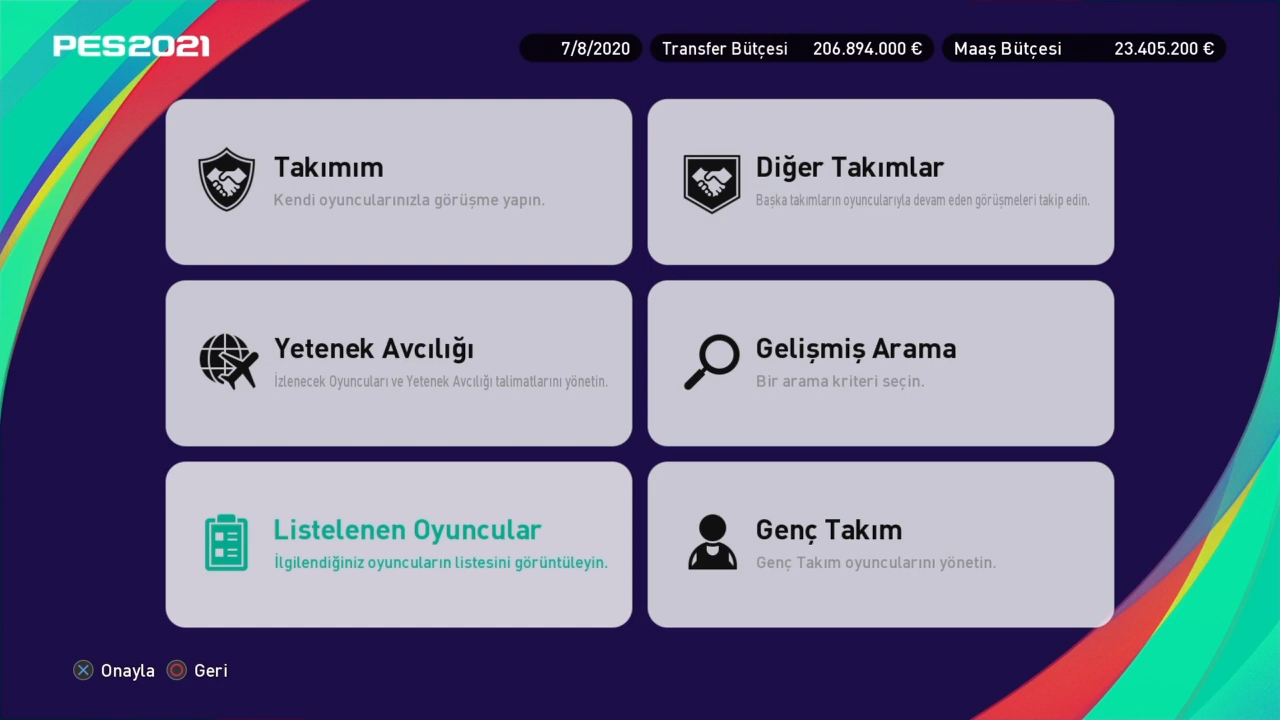 PES2021
7/8/2020 Transfer Bütçesi 206.894.000 € Maaş Bütçesi 23.405.200 €
Takımım
Kendi oyuncularınızla görüşme yapın.
Diğer Takımlar
Başka takımların oyuncularıyla devam eden görüşmeleri takip edin.
Yetenek Avcılığı
İzlenecek Oyuncuları ve Yetenek Avcılığı talimatlarını yönetin.
Gelişmiş Arama
Bir arama kriteri seçin.
Listelenen Oyuncular
İlgilendiğiniz oyuncuların listesini görüntüleyin.
Genç Takım
Genç Takım oyuncularını yönetin.
Onayla Geri